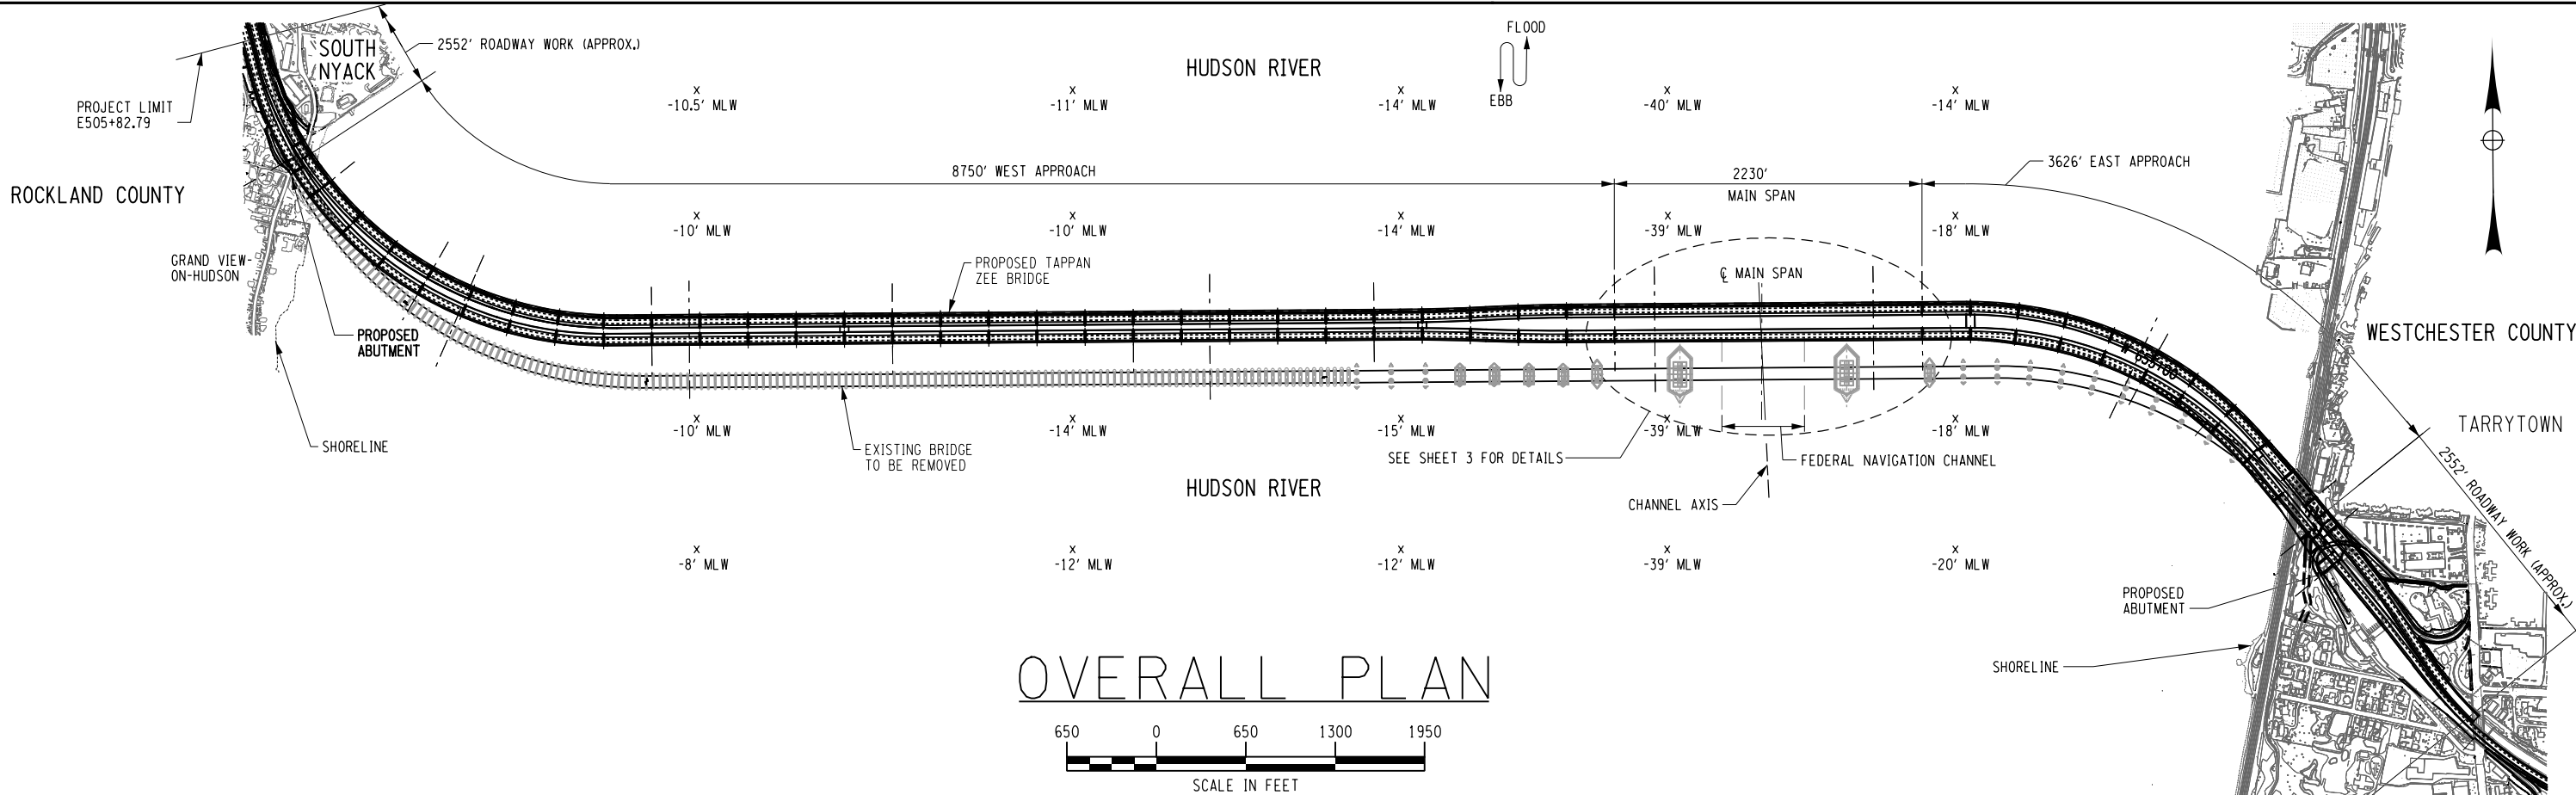 FLOOD
EBB
HUDSON RIVER
SOUTH
NYACK
2552' ROADWAY WORK (APPROX.)
PROJECT LIMIT
E505+82.79
-10.5' MLW
-11' MLW
-14' MLW
-40' MLW
-14' MLW
ROCKLAND COUNTY
8750' WEST APPROACH
2230'
MAIN SPAN
3626' EAST APPROACH
-10' MLW
-10' MLW
-14' MLW
-39' MLW
-18' MLW
GRAND VIEW-
ON-HUDSON
PROPOSED TAPPAN
ZEE BRIDGE
℄ MAIN SPAN
PROPOSED
ABUTMENT
WESTCHESTER COUNTY
655+00
-10' MLW
-14' MLW
-15' MLW
-39' MLW
-18' MLW
TARRYTOWN
SHORELINE
EXISTING BRIDGE
TO BE REMOVED
SEE SHEET 3 FOR DETAILS
FEDERAL NAVIGATION CHANNEL
HUDSON RIVER
CHANNEL AXIS
2552' ROADWAY WORK (APPROX.)
-8' MLW
-12' MLW
-12' MLW
-39' MLW
-20' MLW
PROPOSED
ABUTMENT
SHORELINE
OVERALL PLAN
650 0 650 1300 1950
SCALE IN FEET